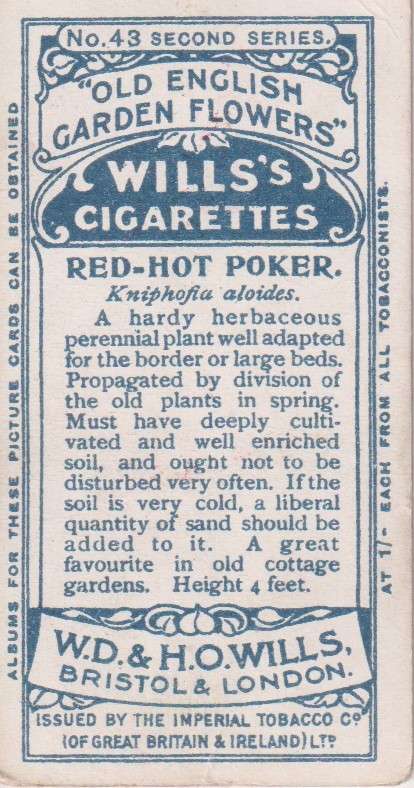 No. 43 SECOND SERIES.
"OLD ENGLISH
GARDEN FLOWERS"
WILLS'S
CIGARETTES
RED-HOT POKER.
Kniphofia aloides.
A hardy herbaceous
perennial plant well adapted
for the border or large beds.
Propagated by division of
the old plants in spring.
Must have deeply culti-
vated and well enriched
soil, and ought not to be
disturbed very often. If the
soil is very cold, a liberal
quantity of sand should be
added to it. A great
favourite in old cottage
gardens. Height 4 feet.
W.D. & H.O. WILLS,
BRISTOL & LONDON.
ISSUED BY THE IMPERIAL TOBACCO Co
(OF GREAT BRITAIN & IRELAND) LTD.
ALBUMS FOR THESE PICTURE CARDS CAN BE OBTAINED
AT 1/- EACH FROM ALL TOBACCONISTS.